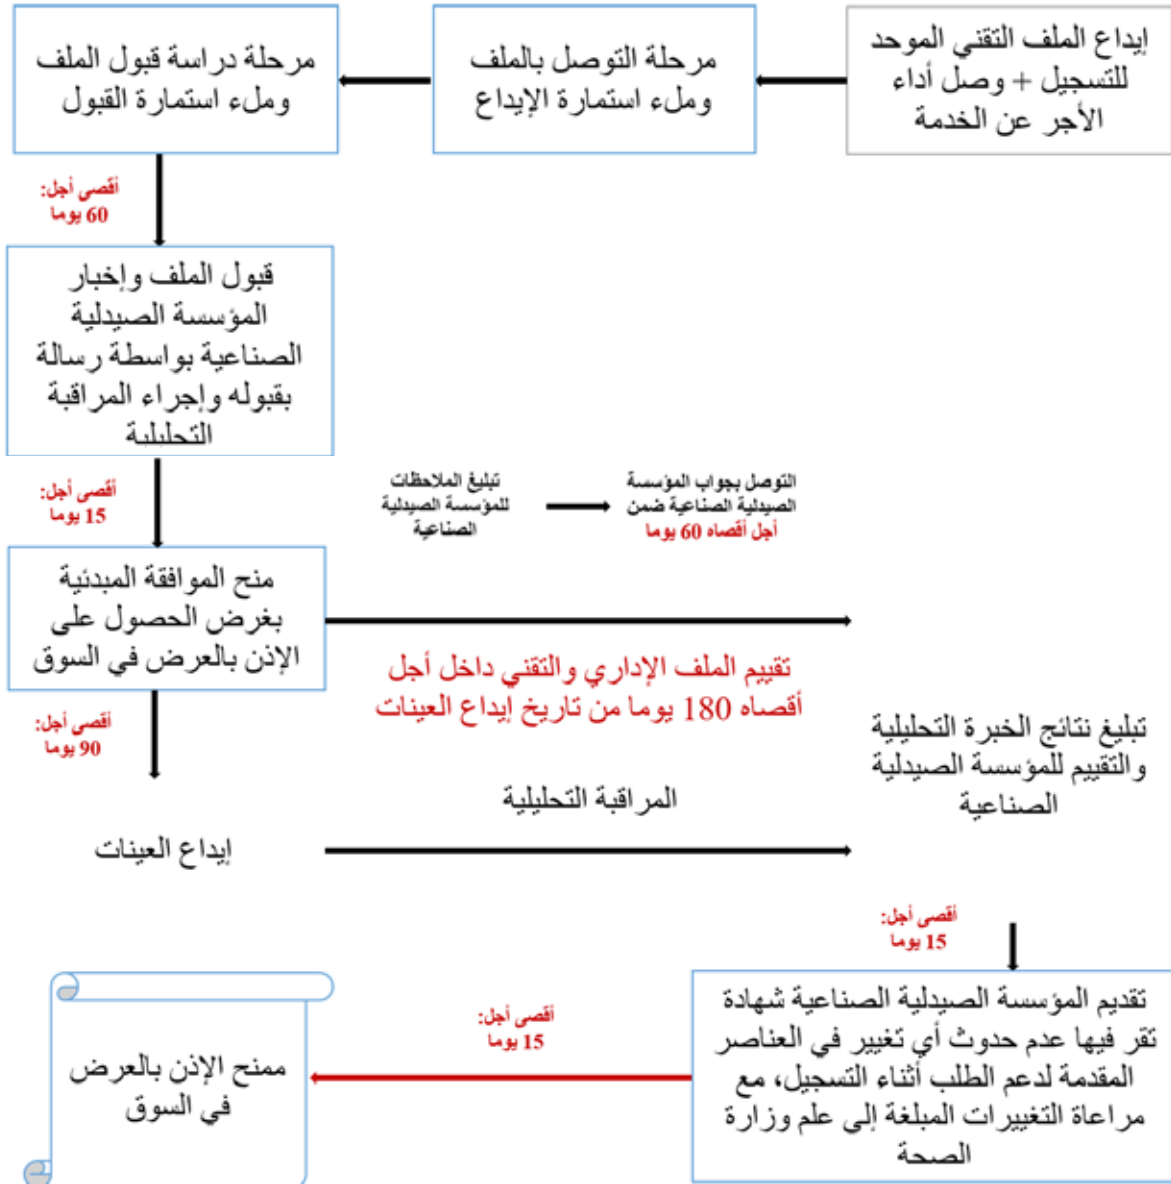 إيداع الملف التقني الموحد
للتسجيل + وصل أداء
الأجر عن الخدمة
مرحلة التوصل بالملف
وملء استمارة الإيداع
مرحلة دراسة قبول الملف
وملء استمارة القبول
أقصى أجل:
60 يوما
قبول الملف وإخبار
المؤسسة الصيدلية
الصناعية بواسطة رسالة
بقبوله وإجراء المراقبة
التحليلية
أقصى أجل:
15 يوما
تبليغ الملاحظات
للمؤسسة الصيدلية
الصناعية
التوصل بجواب المؤسسة
الصيدلية الصناعية ضمن
أجل أقصاه 60 يوما
منح الموافقة المبدئية
بغرض الحصول على
الإذن بالعرض في السوق
تقييم الملف الإداري والتقني داخل أجل
أقصاه 180 يوما من تاريخ إيداع العينات
أقصى أجل:
90 يوما
إيداع العينات
المراقبة التحليلية
تبليغ نتائج الخبرة التحليلية
والتقييم للمؤسسة الصيدلية
الصناعية
أقصى أجل:
15 يوما
تقديم المؤسسة الصيدلية الصناعية شهادة
تقر فيها عدم حدوث أي تغيير في العناصر
المقدمة لدعم الطلب أثناء التسجيل، مع
مراعاة التغييرات المبلغة إلى علم وزارة
الصحة
أقصى أجل:
15 يوما
ممنح الإذن بالعرض
في السوق